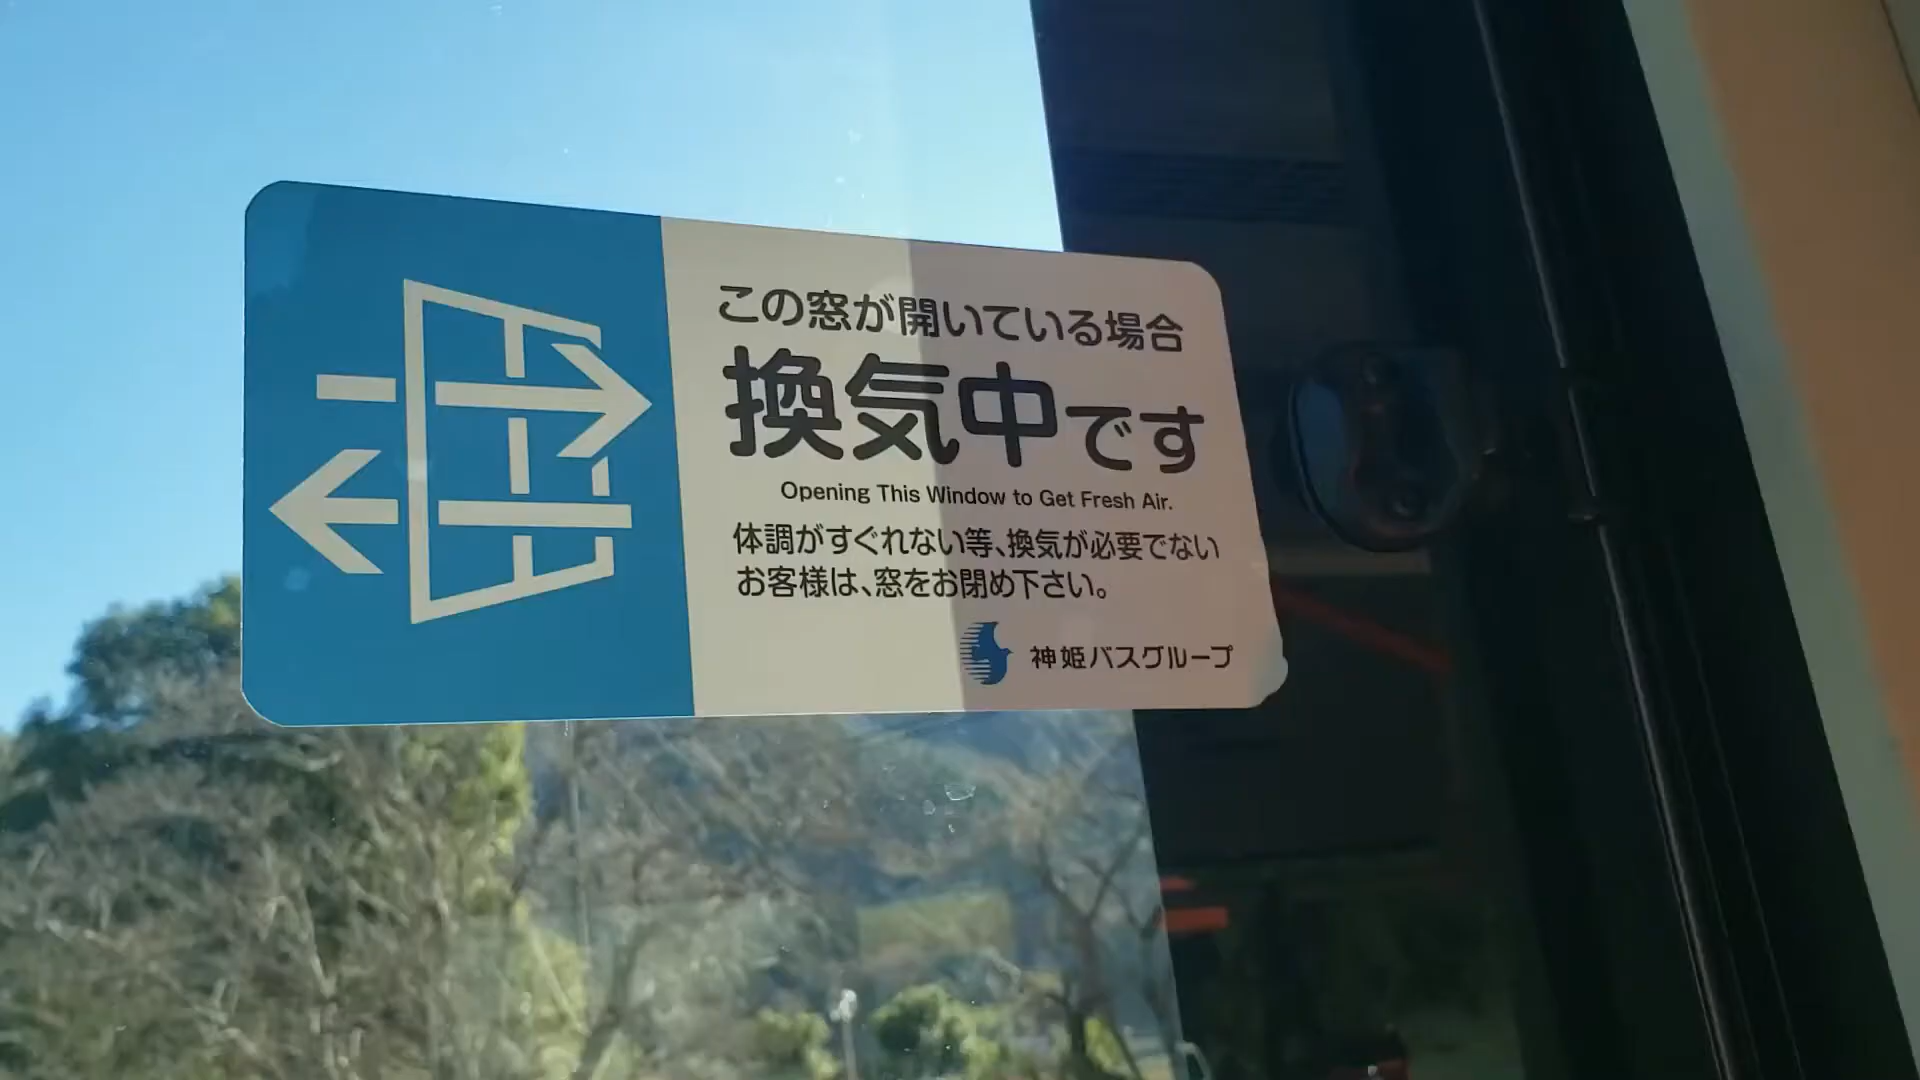 この窓が開いている場合
換気中です
Opening This Window to Get Fresh Air.
体調がすぐれない等、換気が必要でない
お客様は、窓をお閉め下さい。
神姫バスグループ